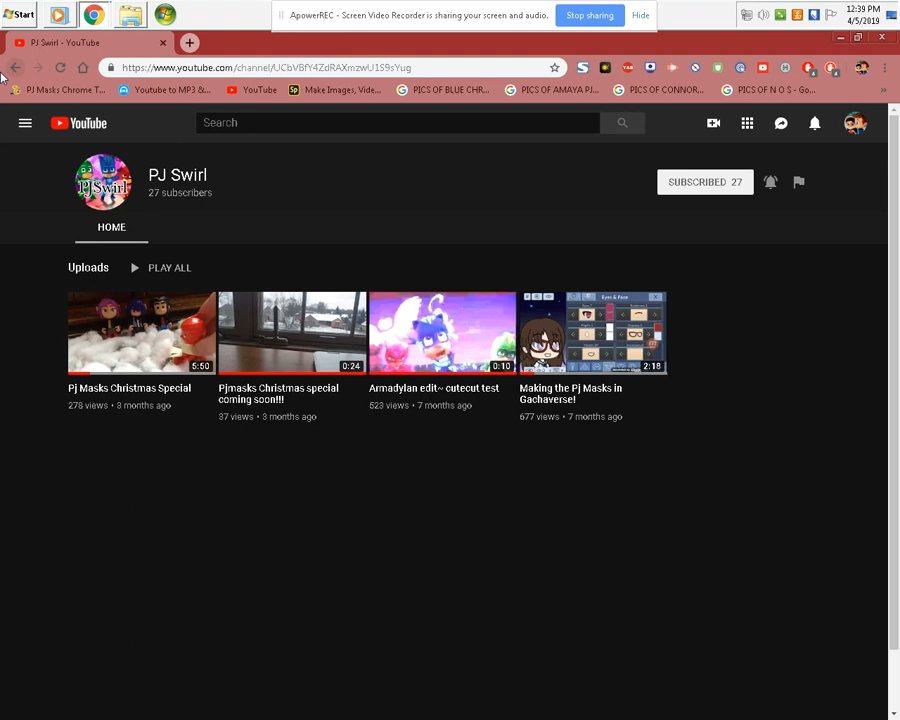 Start
ApowerREC - Screen Video Recorder is sharing your screen and audio.
Stop sharing
Hide
12:39 PM
4/5/2019
PJ Swirl - YouTube
https://www.youtube.com/channel/UCbVBfY4ZdRAXmzwU1S9sYug
PJ Masks Chrome T...
Youtube to MP3 &...
YouTube
Sp
Make Images, Vide...
PICS OF BLUE CHR...
PICS OF AMAYA PJ...
PICS OF CONNOR...
PICS OF N O S - Go...
YouTube
Search
PJ Swirl
PJ Swirl
27 subscribers
SUBSCRIBED 27
HOME
Uploads
PLAY ALL
5:50
0:24
0:10
Eyes & Face
2:18
Pj Masks Christmas Special
278 views • 3 months ago
Pjmasks Christmas special
coming soon!!!
37 views • 3 months ago
Armadylan edit~ cutecut test
523 views • 7 months ago
Making the Pj Masks in
Gachaverse!
677 views • 7 months ago